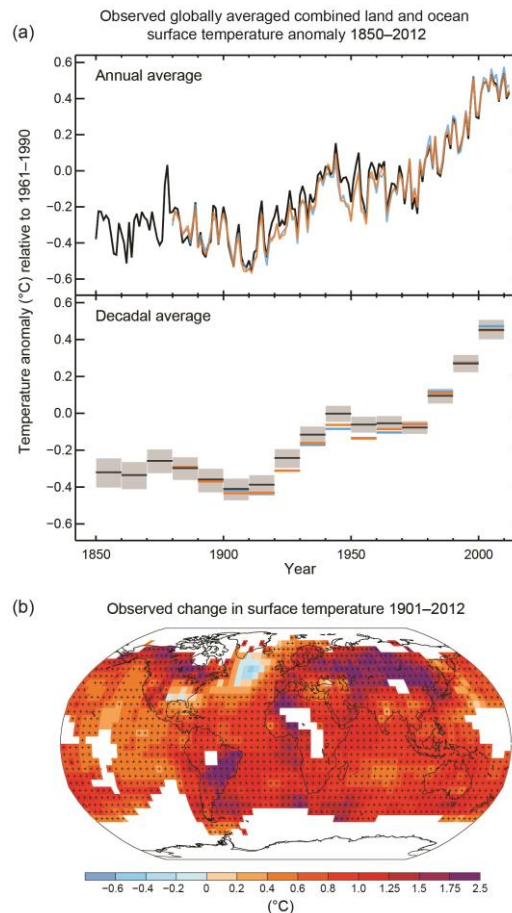 Observed globally averaged combined land and ocean
(a) surface temperature anomaly 1850–2012
0.6
Annual average
0.4
0.2
0.0
−0.2
−0.4
−0.6
Temperature anomaly (°C) relative to 1961–1990
0.6
Decadal average
0.4
0.2
0.0
−0.2
−0.4
−0.6
1850 1900 1950 2000
Year
(b) Observed change in surface temperature 1901–2012
−0.6 −0.4 −0.2 0 0.2 0.4 0.6 0.8 1.0 1.25 1.5 1.75 2.5
(°C)